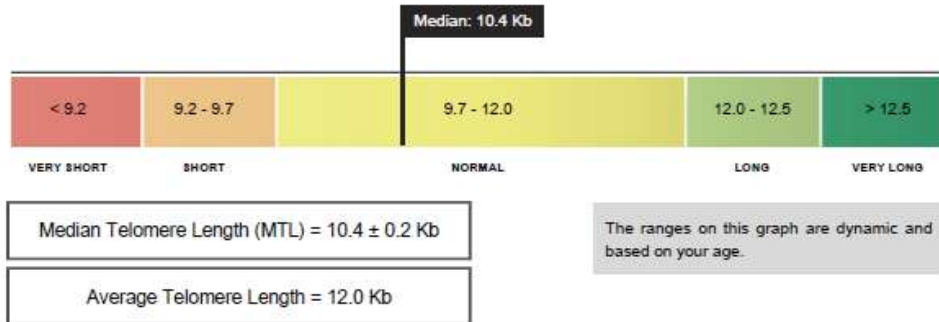 Median: 10.4 Kb
< 9.2
9.2 - 9.7
9.7 - 12.0
12.0 - 12.5
> 12.5
VERY SHORT
SHORT
NORMAL
LONG
VERY LONG
Median Telomere Length (MTL) = 10.4 ± 0.2 Kb
Average Telomere Length = 12.0 Kb
The ranges on this graph are dynamic and
based on your age.